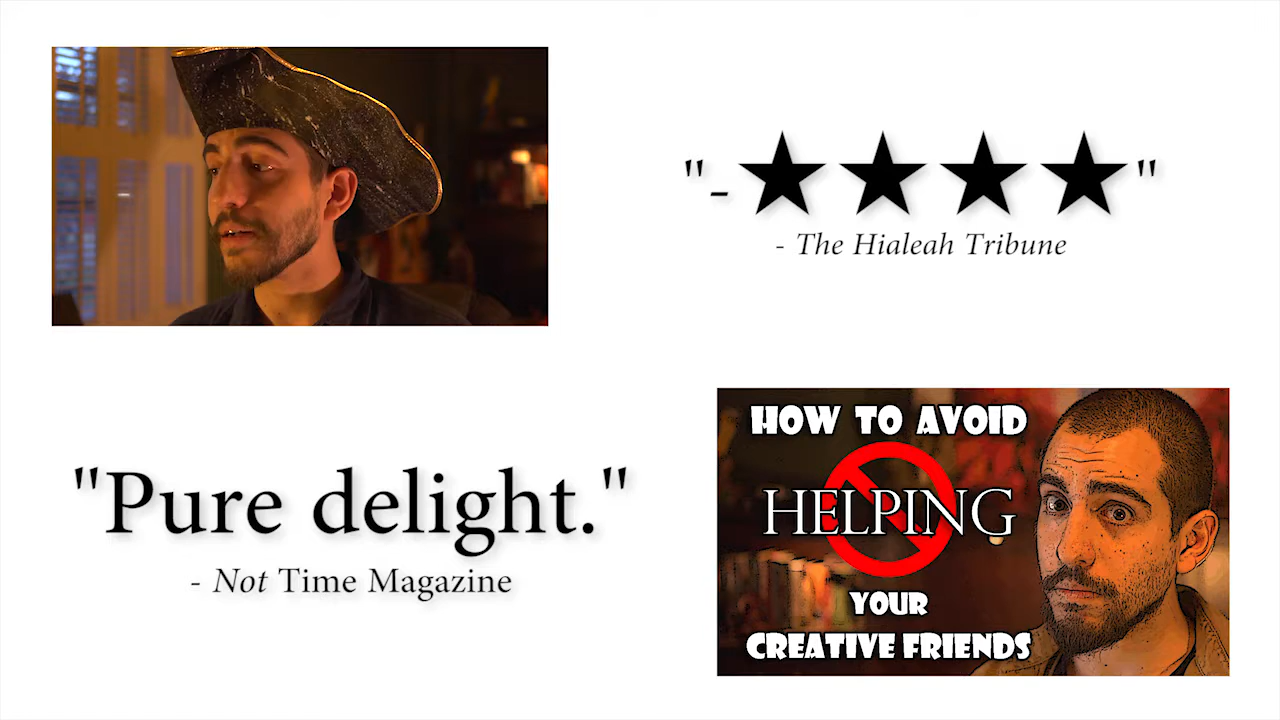 "-★★★★"
- The Hialeah Tribune
"Pure delight."
- Not Time Magazine
HOW TO AVOID
HELPING
YOUR
CREATIVE FRIENDS